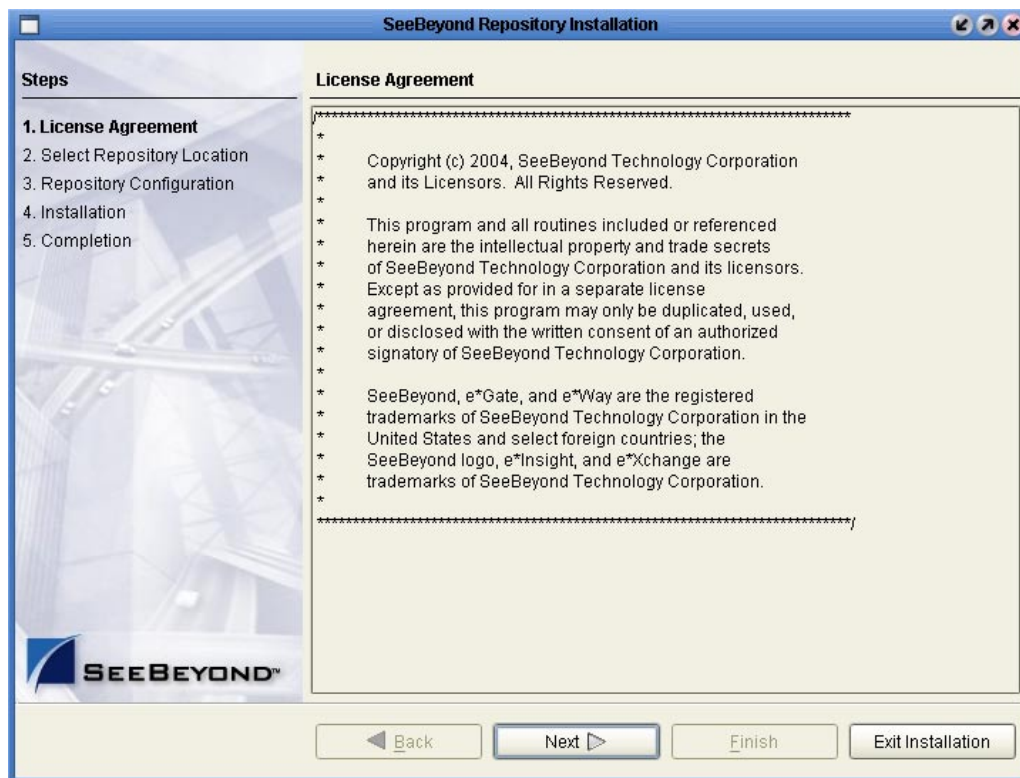 SeeBeyond Repository Installation
Steps
1. License Agreement
2. Select Repository Location
3. Repository Configuration
4. Installation
5. Completion
SEEBEYOND™
License Agreement
/**************************************************************************
*
* Copyright (c) 2004, SeeBeyond Technology Corporation
* and its Licensors. All Rights Reserved.
*
* This program and all routines included or referenced
* herein are the intellectual property and trade secrets
* of SeeBeyond Technology Corporation and its licensors.
* Except as provided for in a separate license
* agreement, this program may only be duplicated, used,
* or disclosed with the written consent of an authorized
* signatory of SeeBeyond Technology Corporation.
*
* SeeBeyond, e*Gate, and e*Way are the registered
* trademarks of SeeBeyond Technology Corporation in the
* United States and select foreign countries; the
* SeeBeyond logo, e*Insight, and e*Xchange are
* trademarks of SeeBeyond Technology Corporation.
*
**************************************************************************/
Back
Next
Finish
Exit Installation